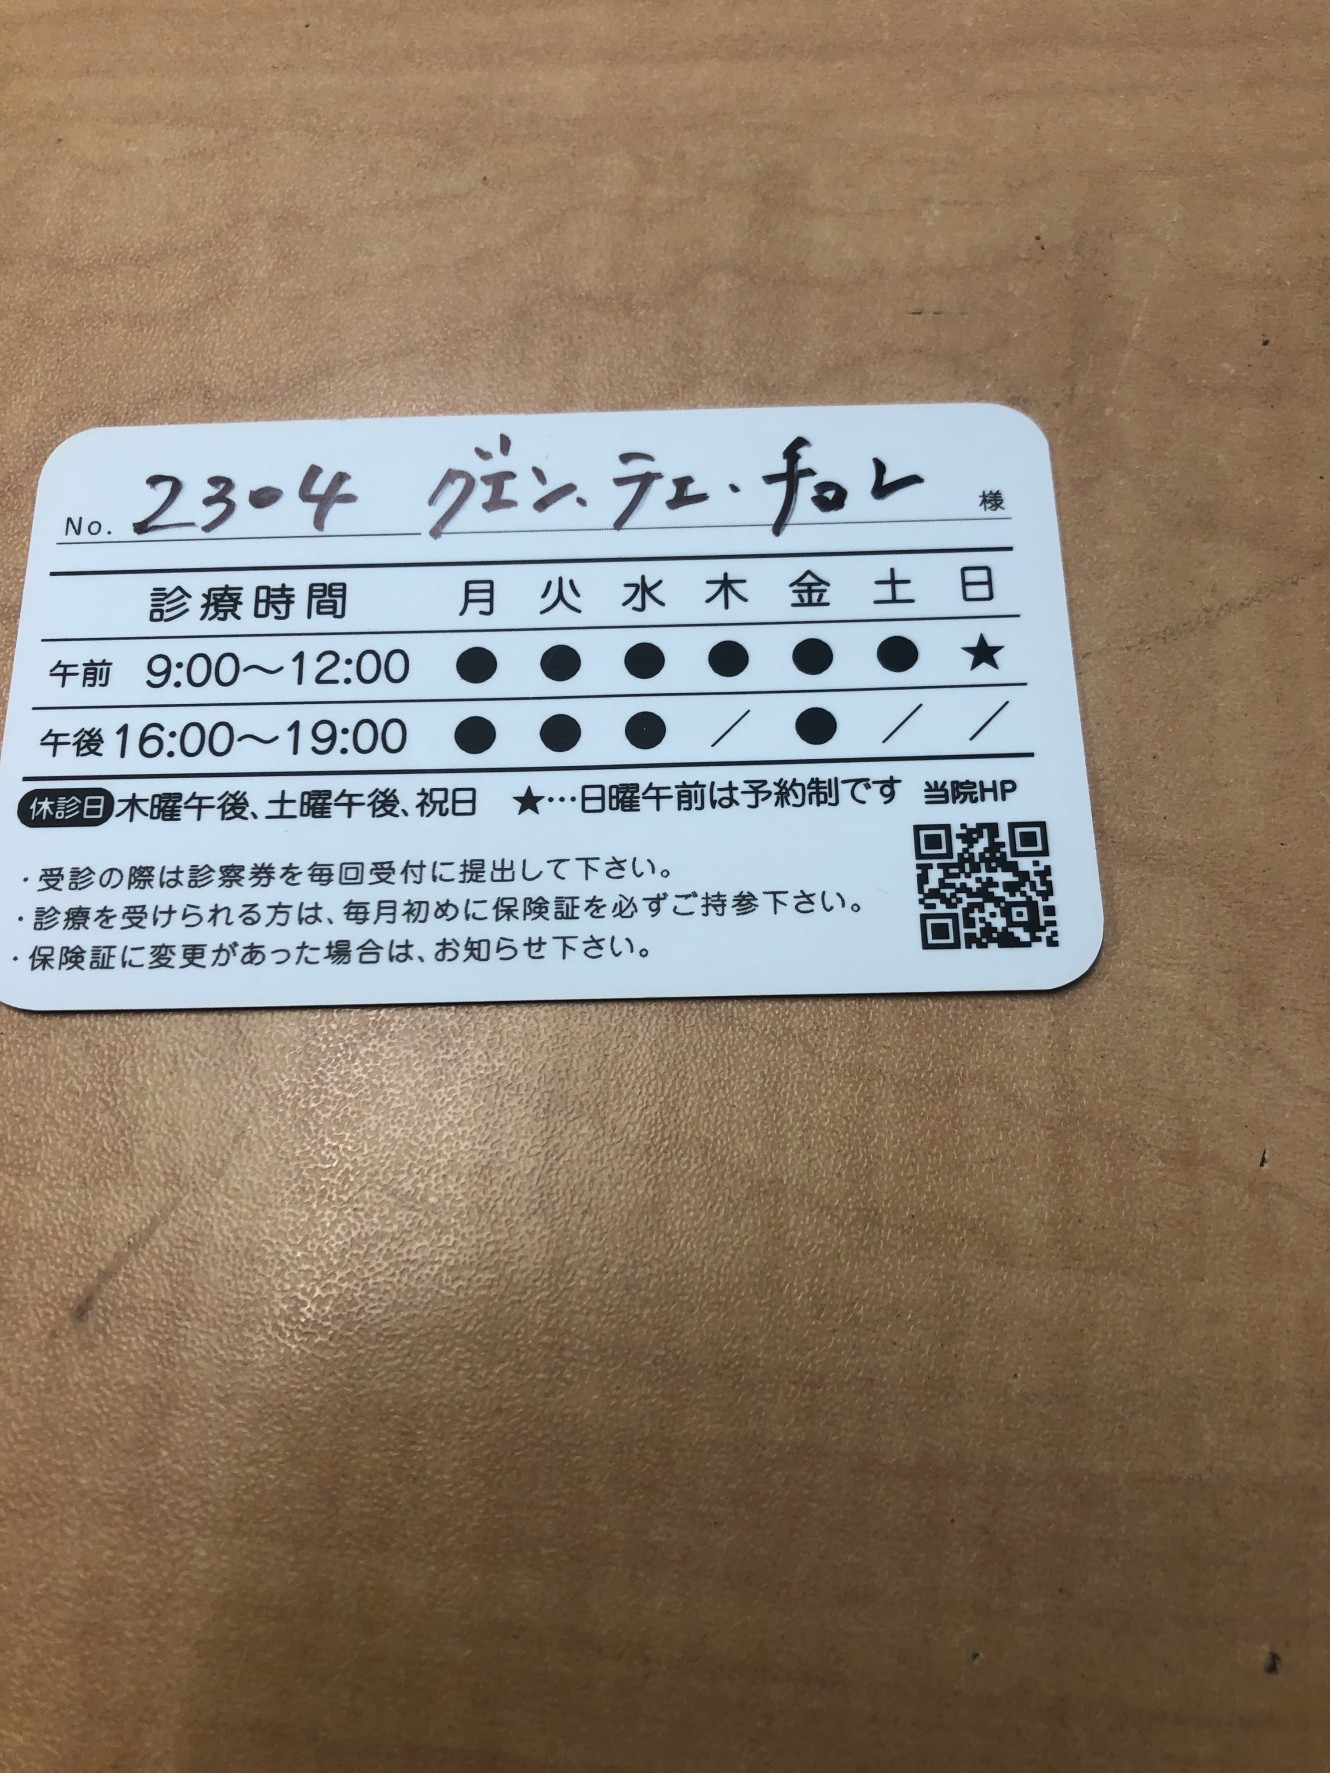 No. 2304 グエン.テェ.チョレ 様
診療時間 月 火 水 木 金 土 日
午前 9:00～12:00 ● ● ● ● ● ● ★
午後 16:00～19:00 ● ● ● ／ ● ／ ／
休診日 木曜午後、土曜午後、祝日 ★…日曜午前は予約制です 当院HP
・受診の際は診察券を毎回受付に提出して下さい。
・診療を受けられる方は、毎月初めに保険証を必ずご持参下さい。
・保険証に変更があった場合は、お知らせ下さい。